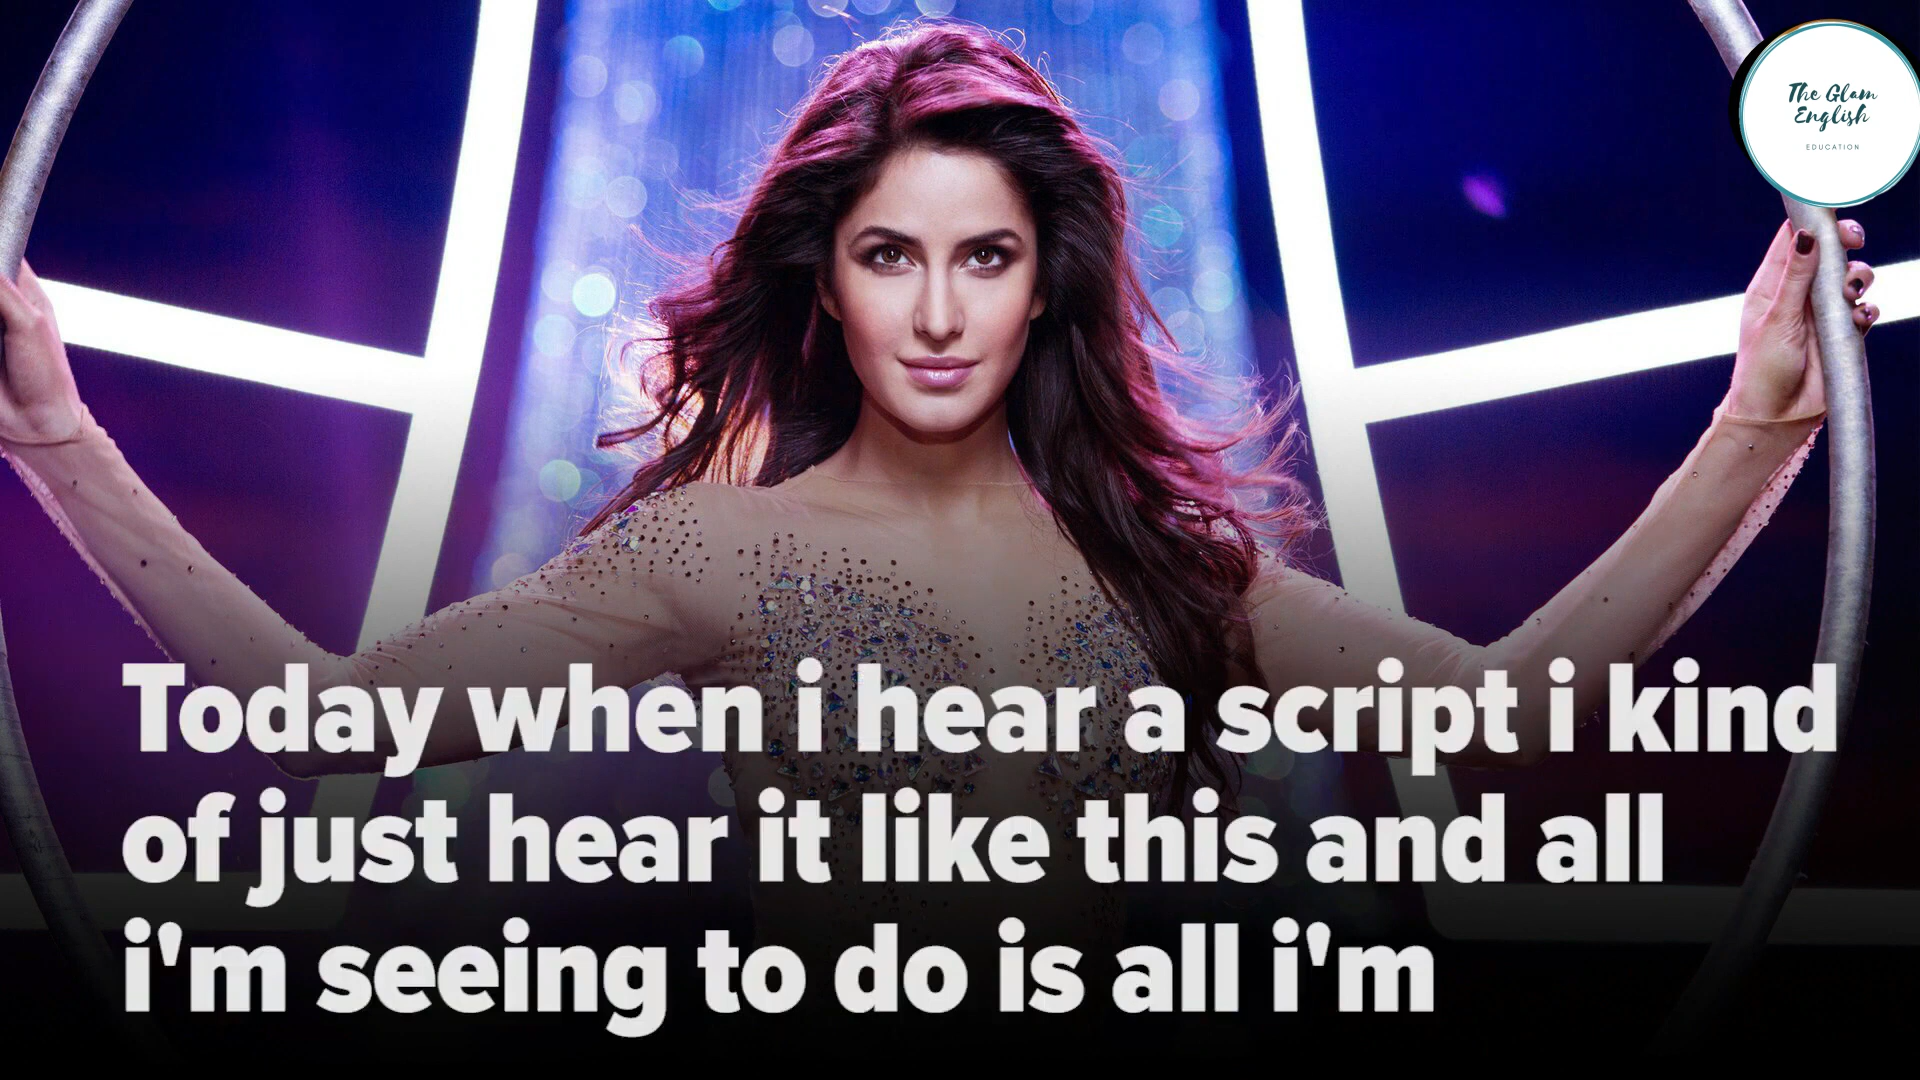 The Glam
English
EDUCATION
Today when i hear a script i kind
of just hear it like this and all
i'm seeing to do is all i'm